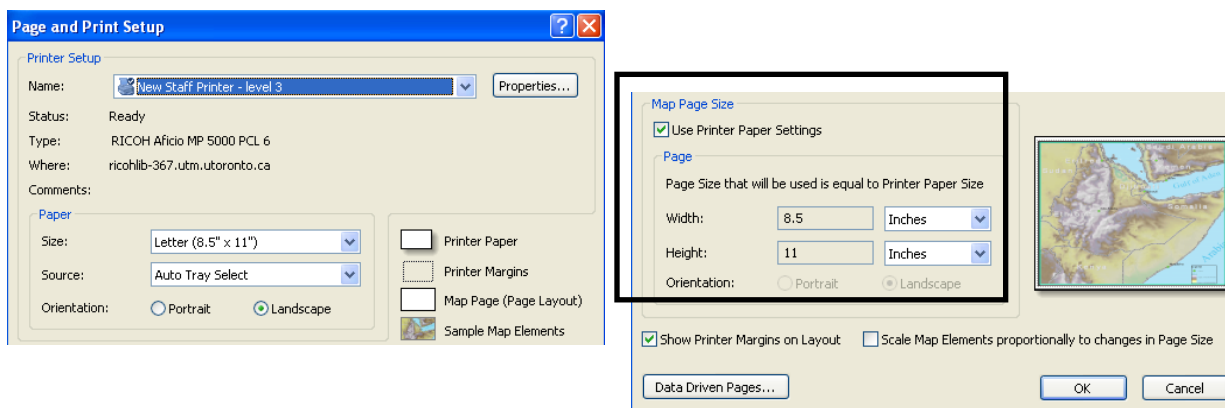 Page and Print Setup
Printer Setup
Name: New Staff Printer - level 3 Properties...
Status: Ready
Type: RICOH Aficio MP 5000 PCL 6
Where: ricohlib-367.utm.utoronto.ca
Comments:
Paper
Size: Letter (8.5" x 11")
Source: Auto Tray Select
Orientation: Portrait Landscape
Printer Paper
Printer Margins
Map Page (Page Layout)
Sample Map Elements
Map Page Size
Use Printer Paper Settings
Page
Page Size that will be used is equal to Printer Paper Size
Width: 8.5 Inches
Height: 11 Inches
Orientation: Portrait Landscape
Show Printer Margins on Layout Scale Map Elements proportionally to changes in Page Size
Data Driven Pages... OK Cancel